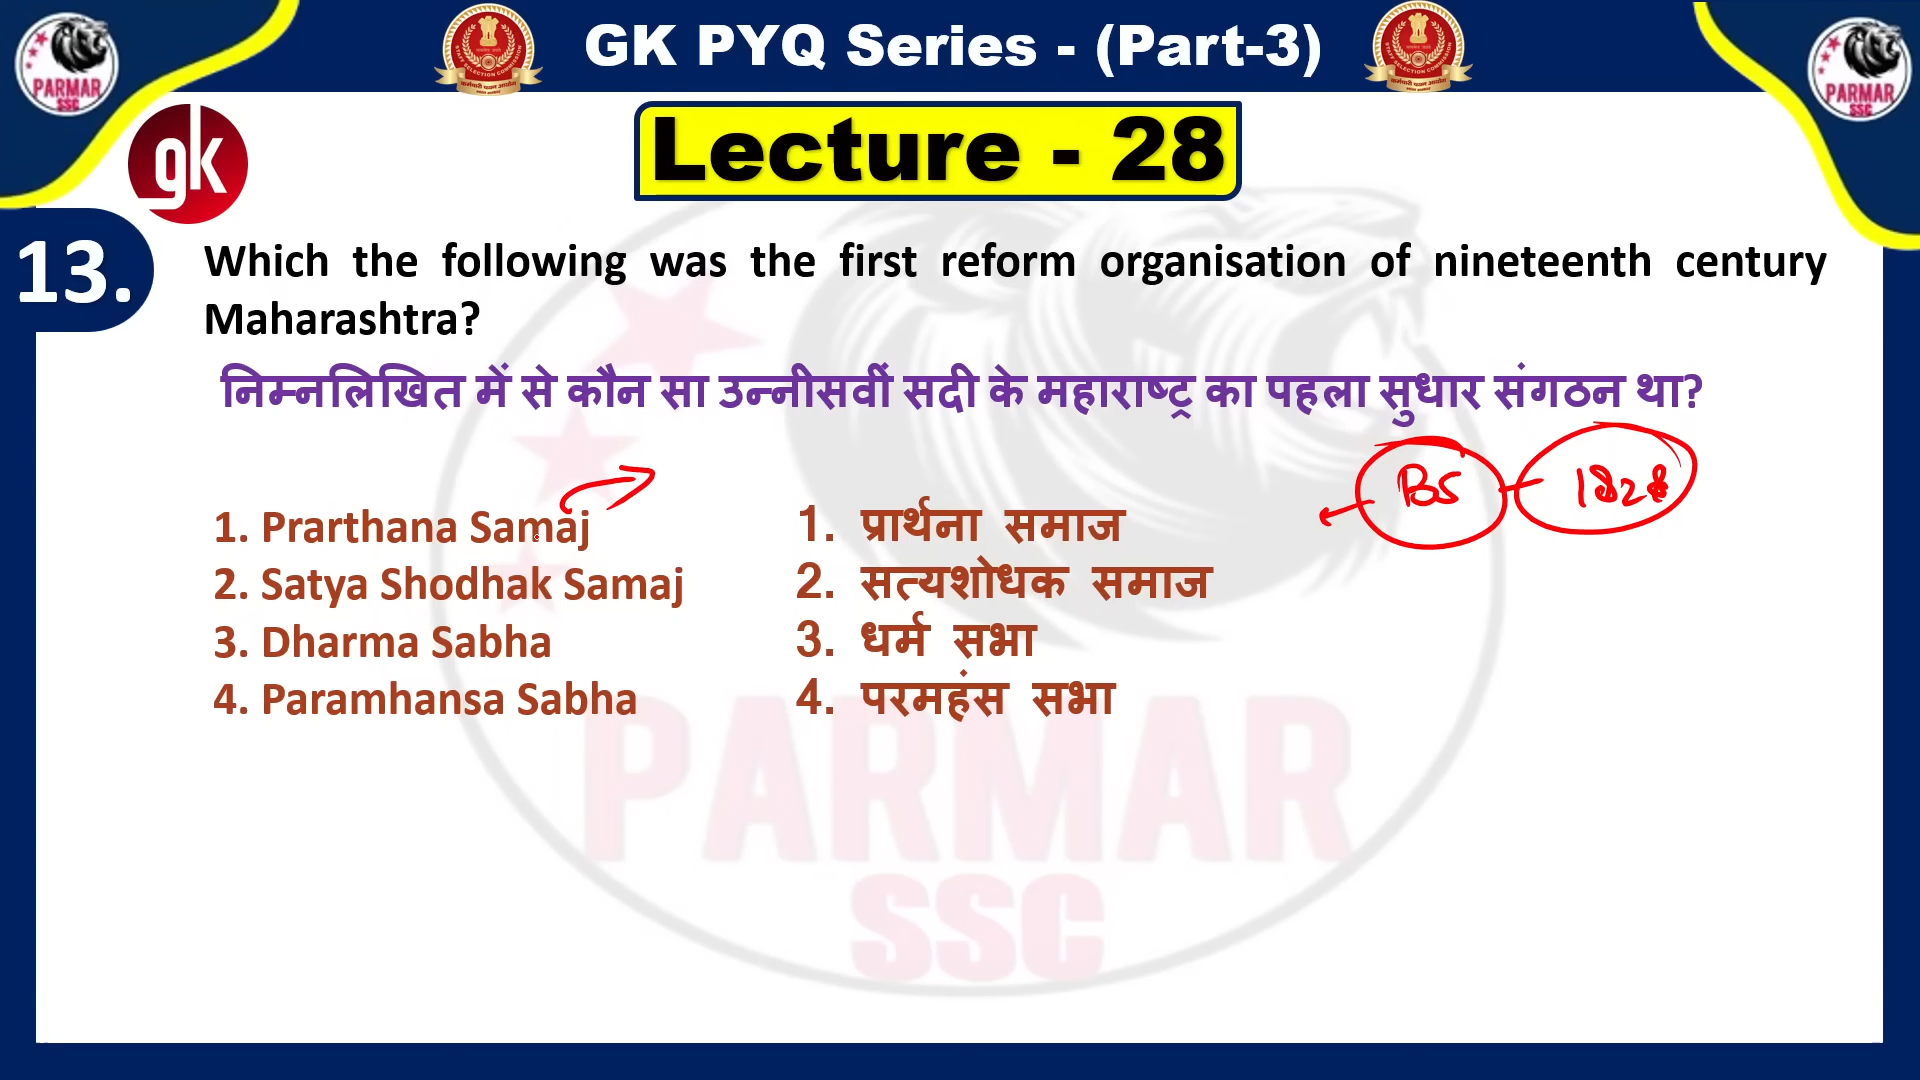 GK PYQ Series - (Part-3)
PARMAR
SSC
PARMAR
SSC
gk
Lecture - 28
13.
Which the following was the first reform organisation of nineteenth century
Maharashtra?
निम्नलिखित में से कौन सा उन्नीसवीं सदी के महाराष्ट्र का पहला सुधार संगठन था?
BS - 1828
1. Prarthana Samaj
2. Satya Shodhak Samaj
3. Dharma Sabha
4. Paramhansa Sabha
1. प्रार्थना समाज
2. सत्यशोधक समाज
3. धर्म सभा
4. परमहंस सभा
PARMAR
SSC